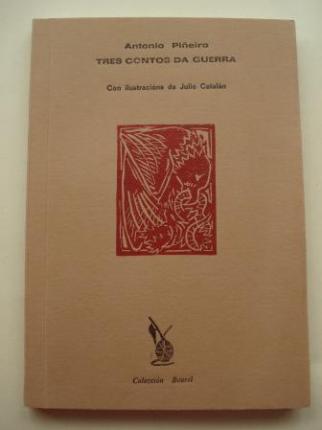 Antonio Piñeiro
TRES CONTOS DA GUERRA
Con ilustracións de Julio Catalán
Colección Bourel